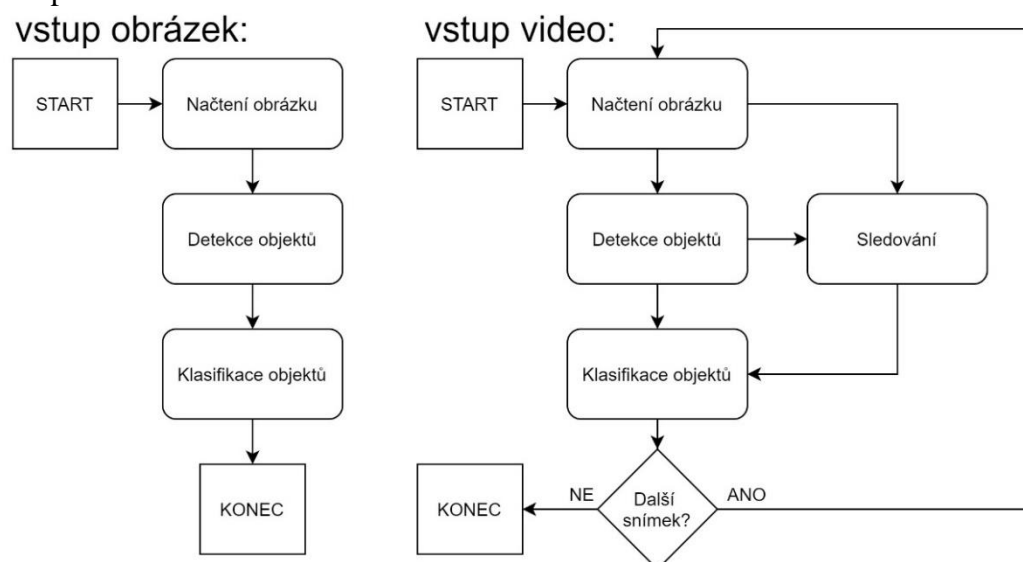 vstup obrázek:
START
Načtení obrázku
Detekce objektů
Klasifikace objektů
KONEC
vstup video:
START
Načtení obrázku
Detekce objektů
Sledování
Klasifikace objektů
Další
snímek?
NE
ANO
KONEC